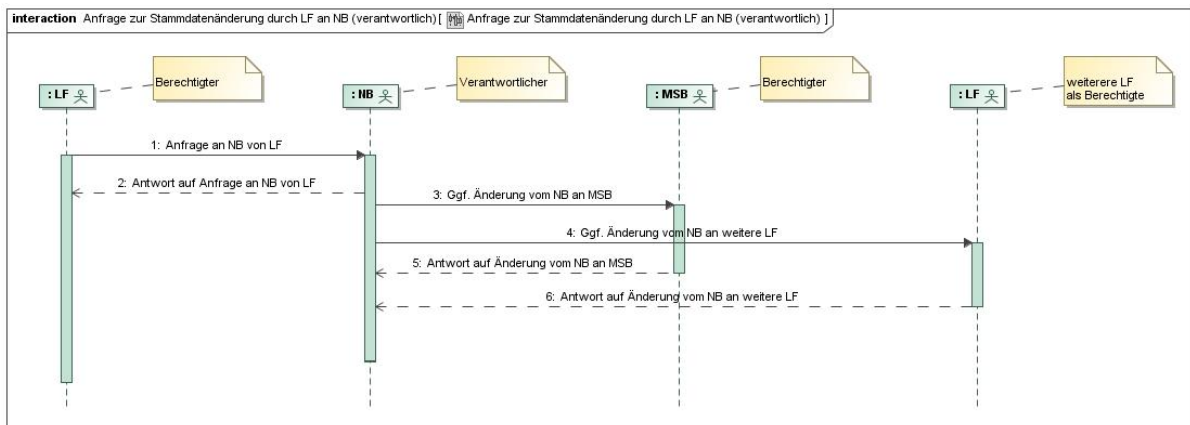 interaction Anfrage zur Stammdatenänderung durch LF an NB (verantwortlich)[ Anfrage zur Stammdatenänderung durch LF an NB (verantwortlich) ]
: LF
Berechtigter
: NB
Verantwortlicher
: MSB
Berechtigter
: LF
weiterere LF
als Berechtigte
1: Anfrage an NB von LF
2: Antwort auf Anfrage an NB von LF
3: Ggf. Änderung vom NB an MSB
4: Ggf. Änderung vom NB an weitere LF
5: Antwort auf Änderung vom NB an MSB
6: Antwort auf Änderung vom NB an weitere LF